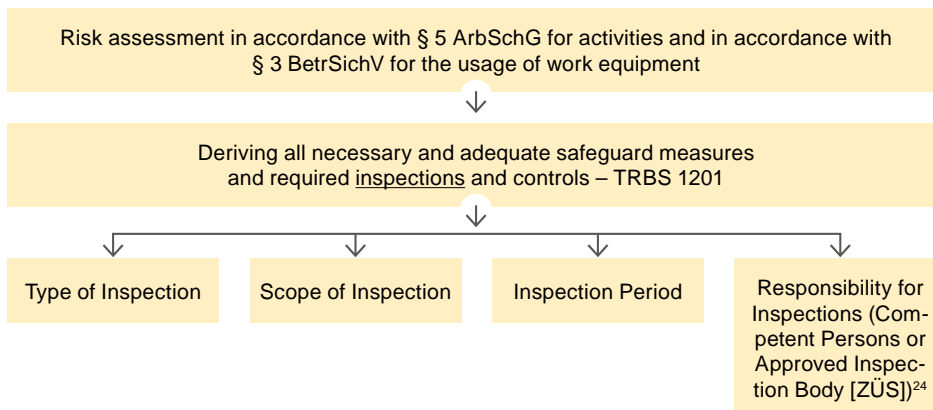 Risk assessment in accordance with § 5 ArbSchG for activities and in accordance with
§ 3 BetrSichV for the usage of work equipment
Deriving all necessary and adequate safeguard measures
and required inspections and controls – TRBS 1201
Type of Inspection
Scope of Inspection
Inspection Period
Responsibility for
Inspections (Com-
petent Persons or
Approved Inspec-
tion Body [ZÜS])²⁴